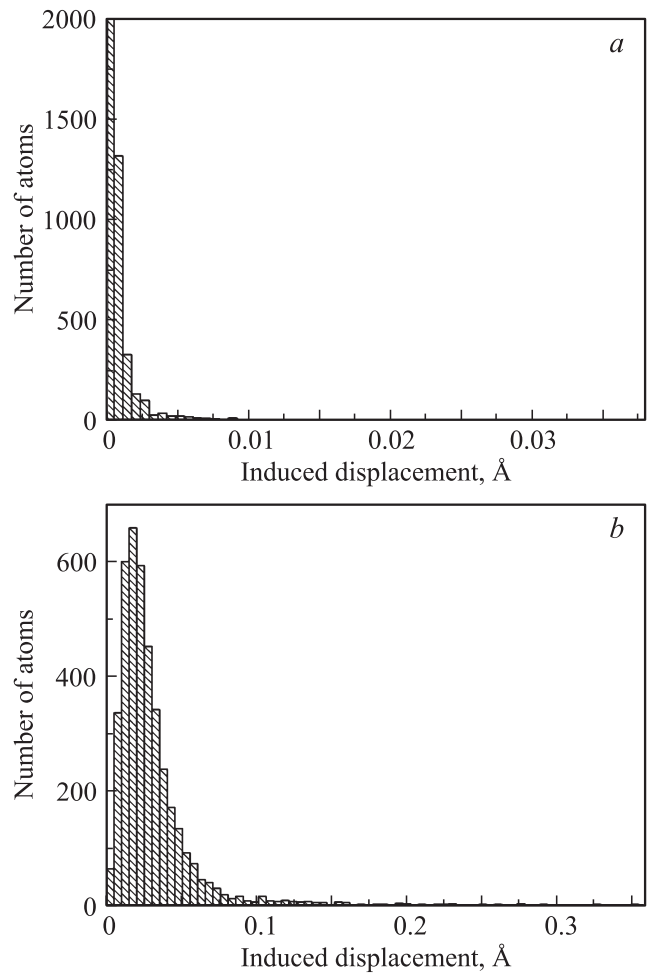 2000
a
1500
Number of atoms
1000
500
0
0 0.01 0.02 0.03
Induced displacement, Å
b
600
Number of atoms
400
200
0
0 0.1 0.2 0.3
Induced displacement, Å